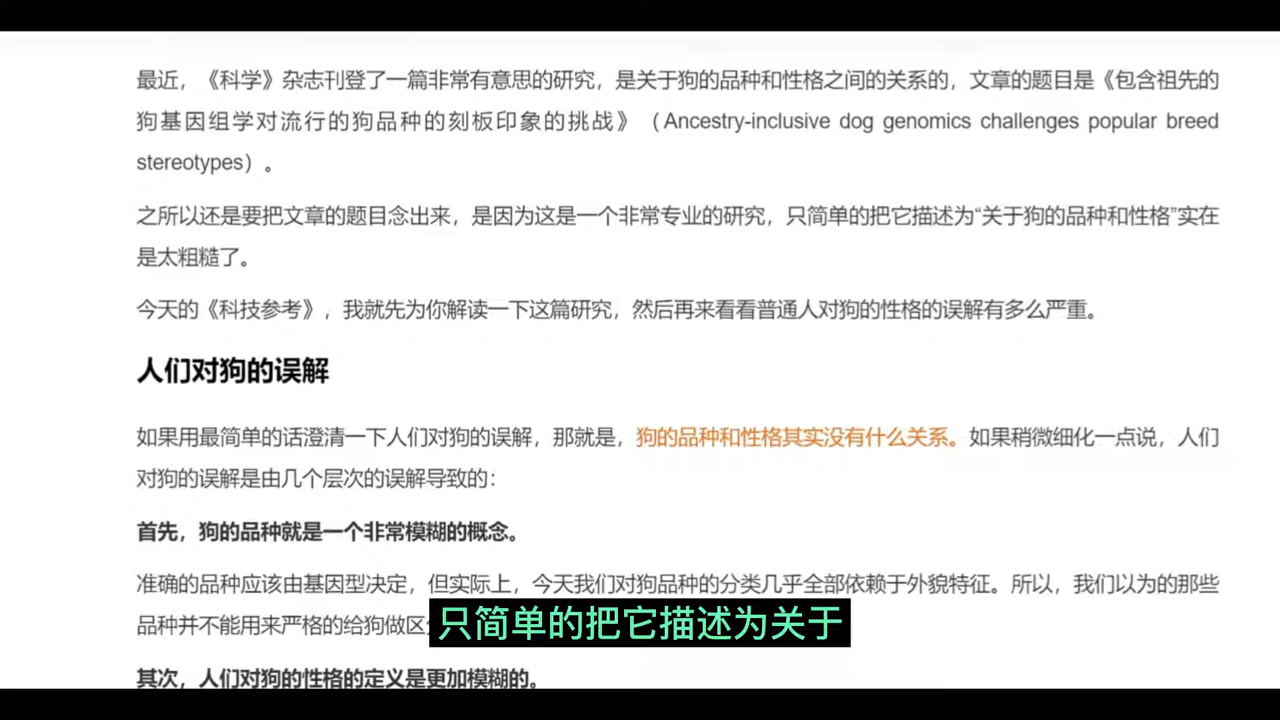 最近，《科学》杂志刊登了一篇非常有意思的研究，是关于狗的品种和性格之间的关系的，文章的题目是《包含祖先的
狗基因组学对流行的狗品种的刻板印象的挑战》（Ancestry-inclusive dog genomics challenges popular breed
stereotypes）。
之所以还是要把文章的题目念出来，是因为这是一个非常专业的研究，只简单的把它描述为“关于狗的品种和性格”实在
是太粗糙了。
今天的《科技参考》，我就先为你解读一下这篇研究，然后再来看看普通人对狗的性格的误解有多么严重。
人们对狗的误解
如果用最简单的话澄清一下人们对狗的误解，那就是，狗的品种和性格其实没有什么关系。如果稍微细化一点说，人们
对狗的误解是由几个层次的误解导致的：
首先，狗的品种就是一个非常模糊的概念。
准确的品种应该由基因型决定，但实际上，今天我们对狗品种的分类几乎全部依赖于外貌特征。所以，我们以为的那些
品种并不能用来严格的给狗做区
只简单的把它描述为关于
其次，人们对狗的性格的定义是更加模糊的。